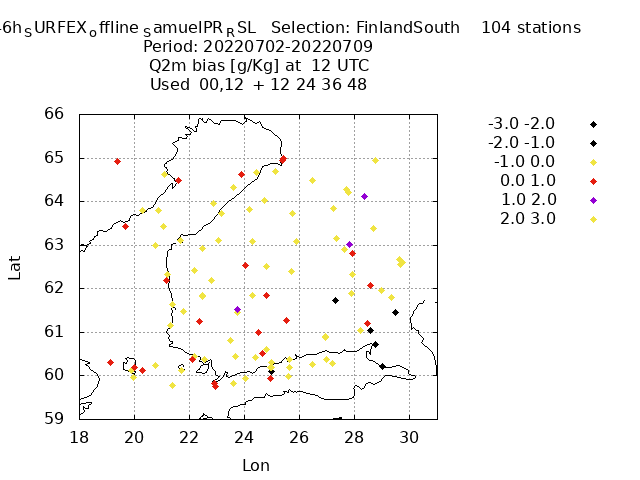 -6h_SURFEX_offline_SamuelPR_RSL Selection: FinlandSouth 104 stations
Period: 20220702-20220709
Q2m bias [g/Kg] at 12 UTC
Used 00,12 + 12 24 36 48
66
65
64
63
62
61
60
59
18 20 22 24 26 28 30
Lat
Lon
-3.0 -2.0
-2.0 -1.0
-1.0 0.0
0.0 1.0
1.0 2.0
2.0 3.0